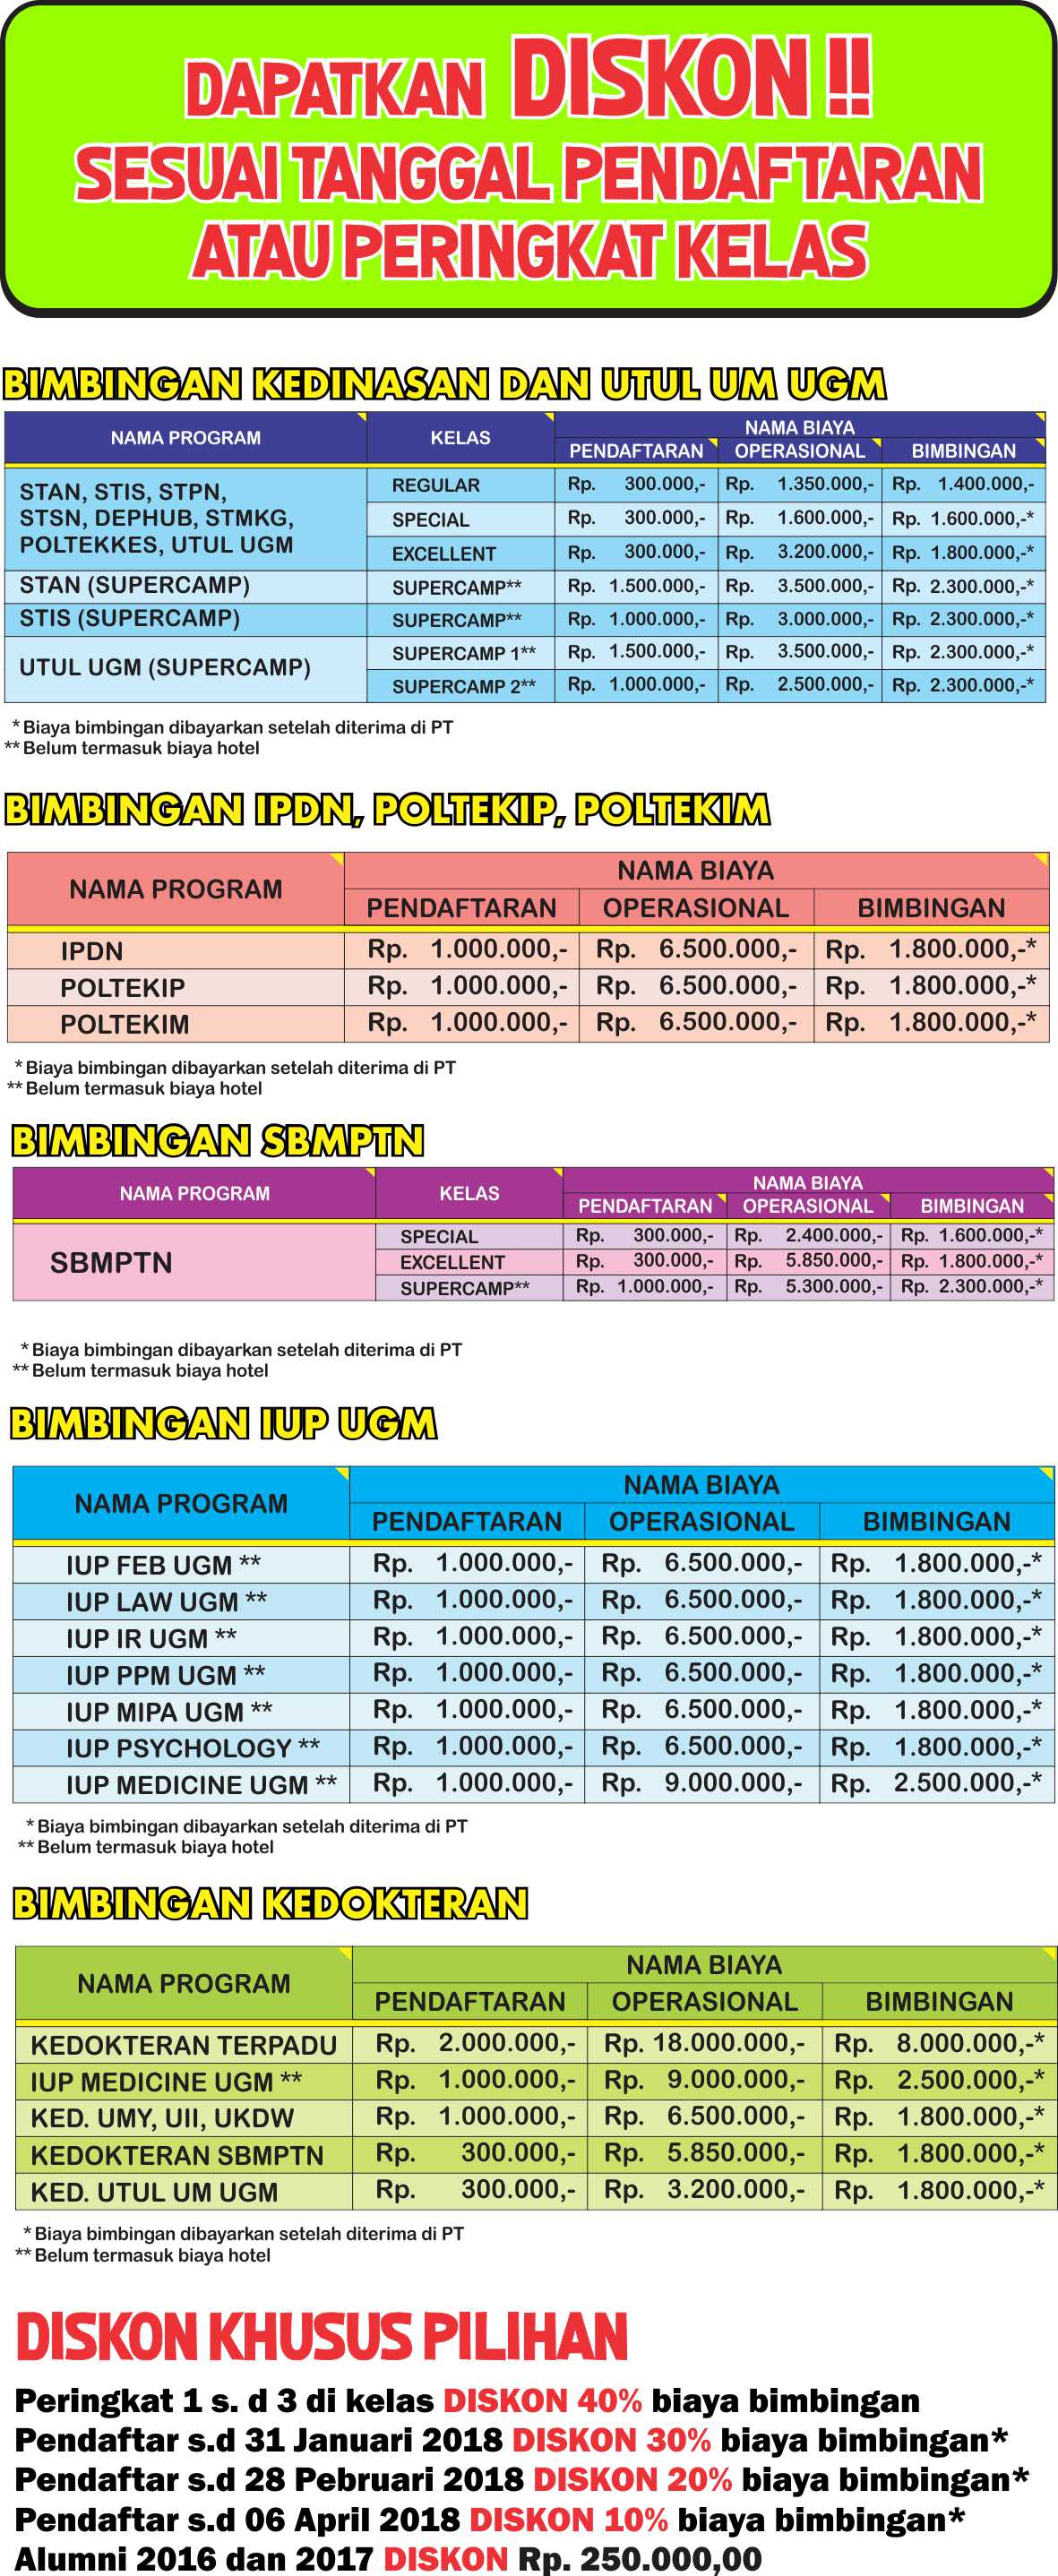 DAPATKAN DISKON !!
SESUAI TANGGAL PENDAFTARAN
ATAU PERINGKAT KELAS
BIMBINGAN KEDINASAN DAN UTUL UM UGM
NAMA PROGRAM KELAS NAMA BIAYA
PENDAFTARAN OPERASIONAL BIMBINGAN
STAN, STIS, STPN,
STSN, DEPHUB, STMKG,
POLTEKKES, UTUL UGM
REGULAR Rp. 300.000,- Rp. 1.350.000,- Rp. 1.400.000,-
SPECIAL Rp. 300.000,- Rp. 1.600.000,- Rp. 1.600.000,-*
EXCELLENT Rp. 300.000,- Rp. 3.200.000,- Rp. 1.800.000,-*
STAN (SUPERCAMP) SUPERCAMP** Rp. 1.500.000,- Rp. 3.500.000,- Rp. 2.300.000,-*
STIS (SUPERCAMP) SUPERCAMP** Rp. 1.000.000,- Rp. 3.000.000,- Rp. 2.300.000,-*
UTUL UGM (SUPERCAMP) SUPERCAMP 1** Rp. 1.500.000,- Rp. 3.500.000,- Rp. 2.300.000,-*
SUPERCAMP 2** Rp. 1.000.000,- Rp. 2.500.000,- Rp. 2.300.000,-*
* Biaya bimbingan dibayarkan setelah diterima di PT
** Belum termasuk biaya hotel
BIMBINGAN IPDN, POLTEKIP, POLTEKIM
NAMA PROGRAM NAMA BIAYA
PENDAFTARAN OPERASIONAL BIMBINGAN
IPDN Rp. 1.000.000,- Rp. 6.500.000,- Rp. 1.800.000,-*
POLTEKIP Rp. 1.000.000,- Rp. 6.500.000,- Rp. 1.800.000,-*
POLTEKIM Rp. 1.000.000,- Rp. 6.500.000,- Rp. 1.800.000,-*
* Biaya bimbingan dibayarkan setelah diterima di PT
** Belum termasuk biaya hotel
BIMBINGAN SBMPTN
NAMA PROGRAM KELAS NAMA BIAYA
PENDAFTARAN OPERASIONAL BIMBINGAN
SBMPTN
SPECIAL Rp. 300.000,- Rp. 2.400.000,- Rp. 1.600.000,-*
EXCELLENT Rp. 300.000,- Rp. 5.850.000,- Rp. 1.800.000,-*
SUPERCAMP** Rp. 1.000.000,- Rp. 5.300.000,- Rp. 2.300.000,-*
* Biaya bimbingan dibayarkan setelah diterima di PT
** Belum termasuk biaya hotel
BIMBINGAN IUP UGM
NAMA PROGRAM NAMA BIAYA
PENDAFTARAN OPERASIONAL BIMBINGAN
IUP FEB UGM ** Rp. 1.000.000,- Rp. 6.500.000,- Rp. 1.800.000,-*
IUP LAW UGM ** Rp. 1.000.000,- Rp. 6.500.000,- Rp. 1.800.000,-*
IUP IR UGM ** Rp. 1.000.000,- Rp. 6.500.000,- Rp. 1.800.000,-*
IUP PPM UGM ** Rp. 1.000.000,- Rp. 6.500.000,- Rp. 1.800.000,-*
IUP MIPA UGM ** Rp. 1.000.000,- Rp. 6.500.000,- Rp. 1.800.000,-*
IUP PSYCHOLOGY ** Rp. 1.000.000,- Rp. 6.500.000,- Rp. 1.800.000,-*
IUP MEDICINE UGM ** Rp. 1.000.000,- Rp. 9.000.000,- Rp. 2.500.000,-*
* Biaya bimbingan dibayarkan setelah diterima di PT
** Belum termasuk biaya hotel
BIMBINGAN KEDOKTERAN
NAMA PROGRAM NAMA BIAYA
PENDAFTARAN OPERASIONAL BIMBINGAN
KEDOKTERAN TERPADU Rp. 2.000.000,- Rp. 18.000.000,- Rp. 8.000.000,-*
IUP MEDICINE UGM ** Rp. 1.000.000,- Rp. 9.000.000,- Rp. 2.500.000,-*
KED. UMY, UII, UKDW Rp. 1.000.000,- Rp. 6.500.000,- Rp. 1.800.000,-*
KEDOKTERAN SBMPTN Rp. 300.000,- Rp. 5.850.000,- Rp. 1.800.000,-*
KED. UTUL UM UGM Rp. 300.000,- Rp. 3.200.000,- Rp. 1.800.000,-*
* Biaya bimbingan dibayarkan setelah diterima di PT
** Belum termasuk biaya hotel
DISKON KHUSUS PILIHAN
Peringkat 1 s. d 3 di kelas DISKON 40% biaya bimbingan
Pendaftar s.d 31 Januari 2018 DISKON 30% biaya bimbingan*
Pendaftar s.d 28 Pebruari 2018 DISKON 20% biaya bimbingan*
Pendaftar s.d 06 April 2018 DISKON 10% biaya bimbingan*
Alumni 2016 dan 2017 DISKON Rp. 250.000,00